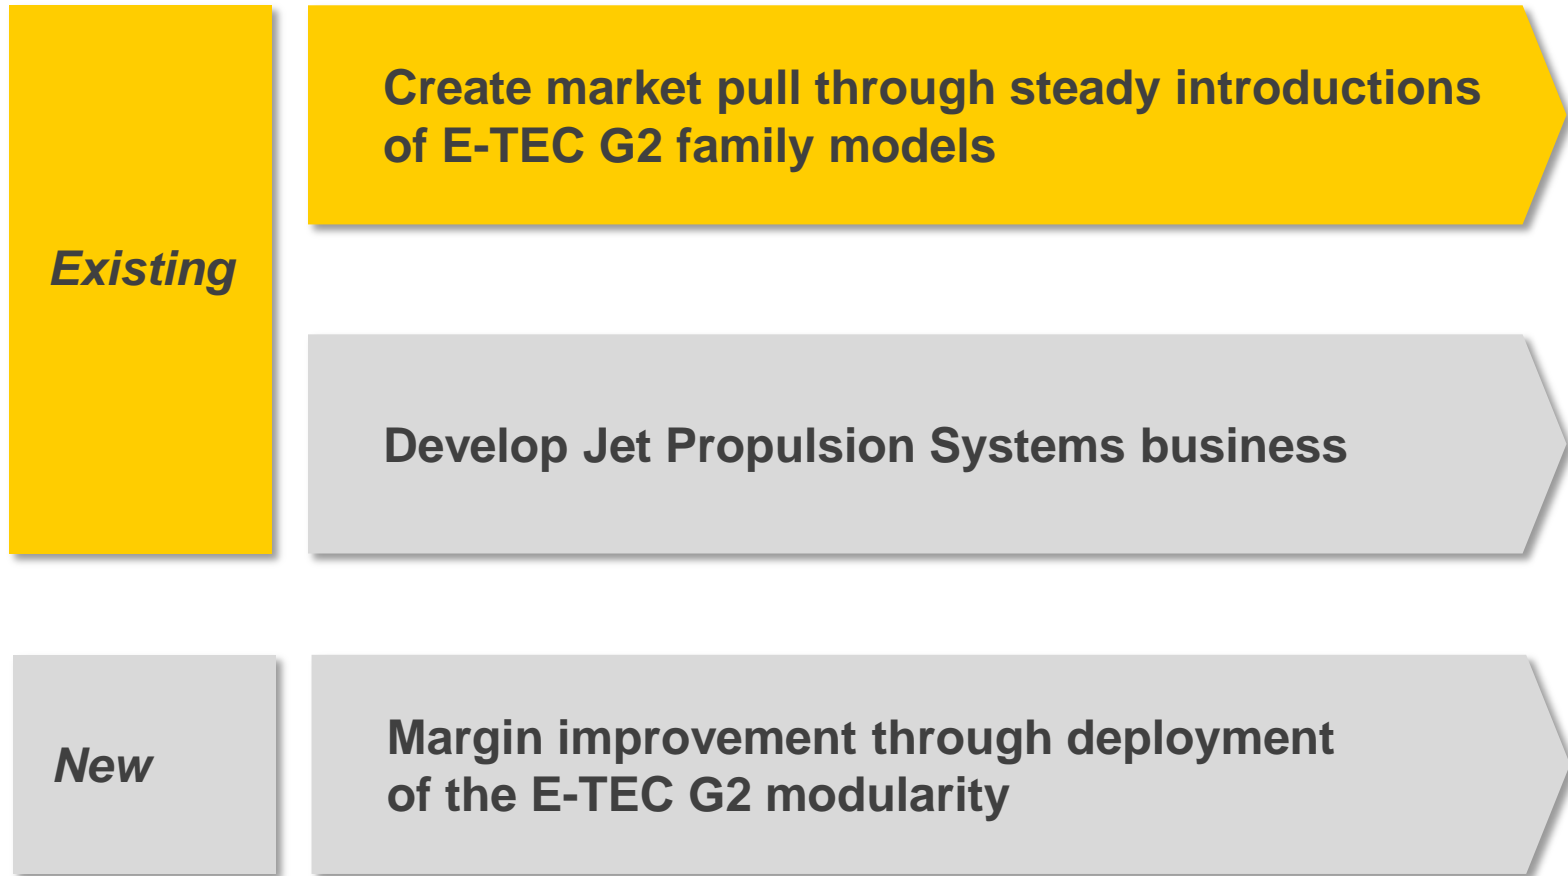 Create market pull through steady introductions
of E-TEC G2 family models
Existing
Develop Jet Propulsion Systems business
New
Margin improvement through deployment
of the E-TEC G2 modularity